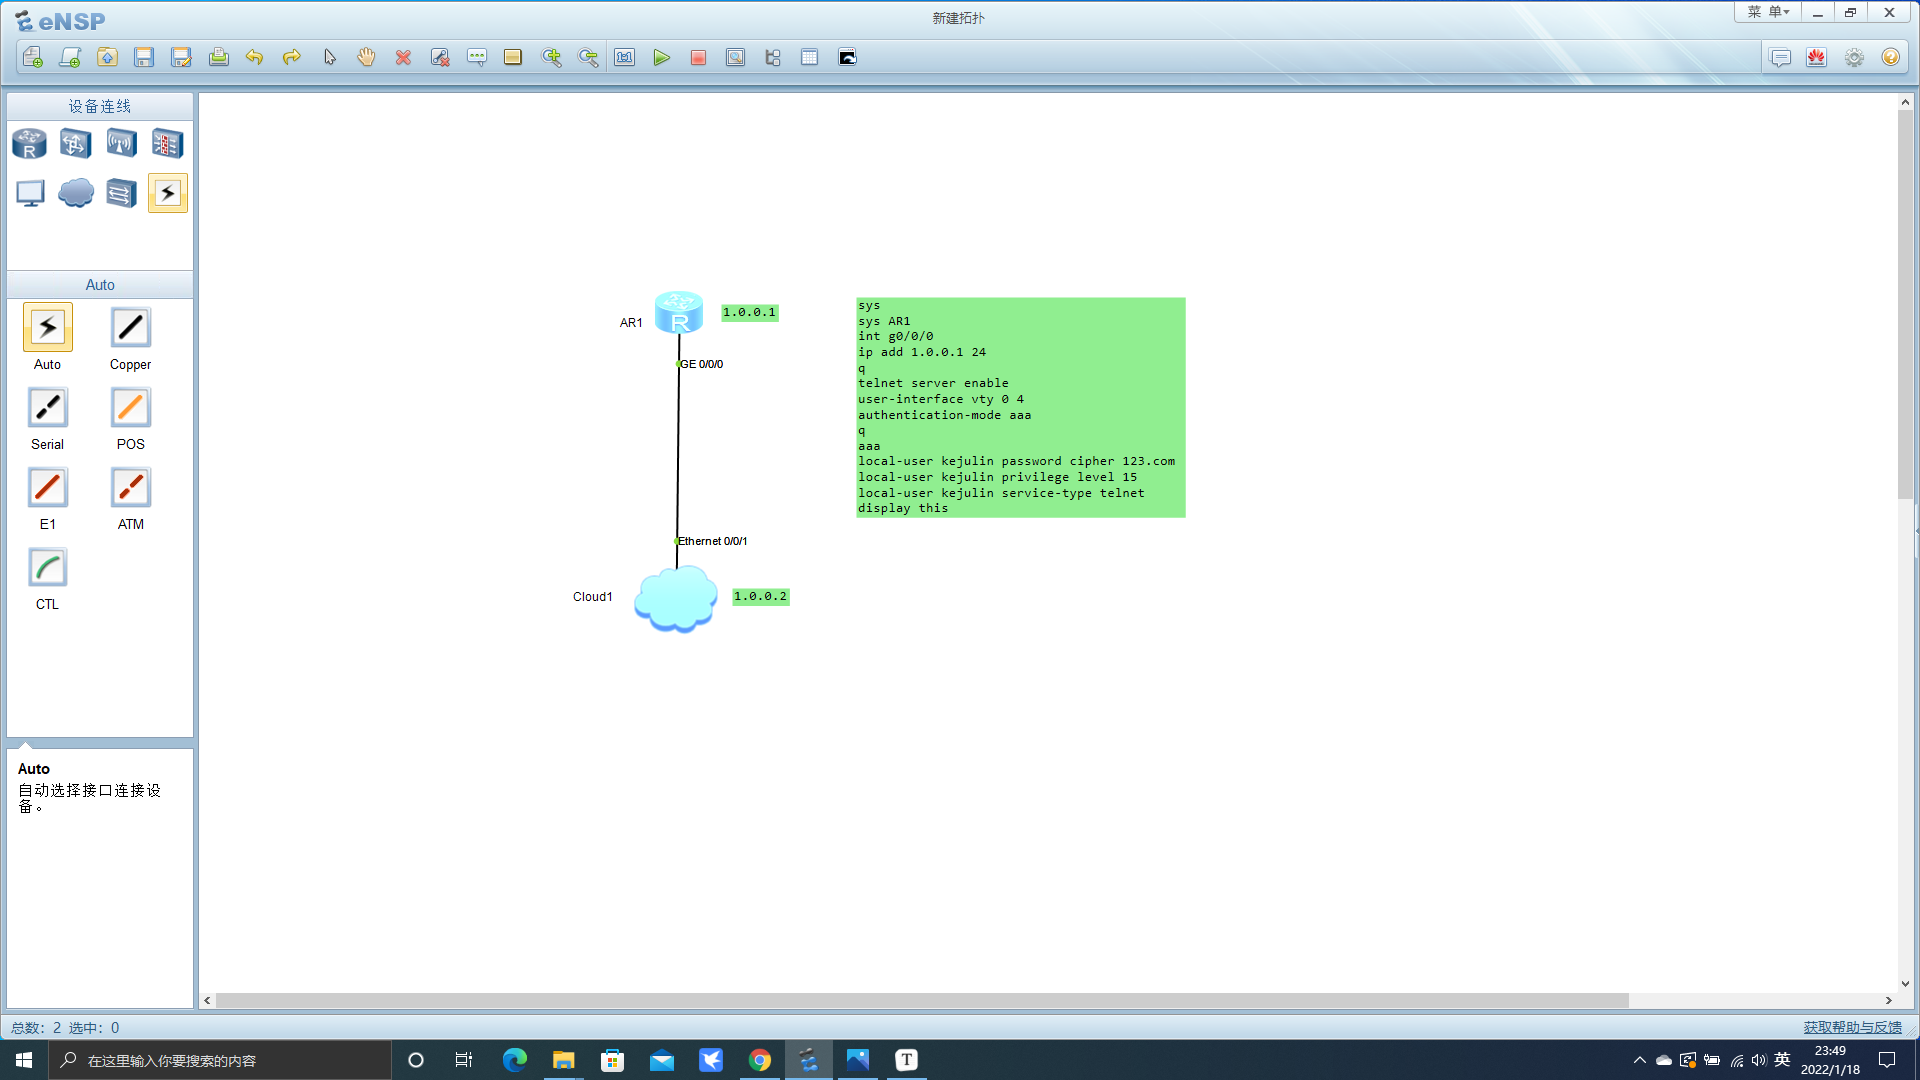 eNSP
新建拓扑
菜 单
设备连线
R
Auto
Auto
Copper
Serial
POS
E1
ATM
CTL
Auto
自动选择接口连接设
备。
AR1
R
1.0.0.1
GE 0/0/0
Ethernet 0/0/1
Cloud1
1.0.0.2
sys
sys AR1
int g0/0/0
ip add 1.0.0.1 24
q
telnet server enable
user-interface vty 0 4
authentication-mode aaa
q
aaa
local-user kejulin password cipher 123.com
local-user kejulin privilege level 15
local-user kejulin service-type telnet
display this
总数: 2 选中: 0
获取帮助与反馈
在这里输入你要搜索的内容
T
英
23:49
2022/1/18